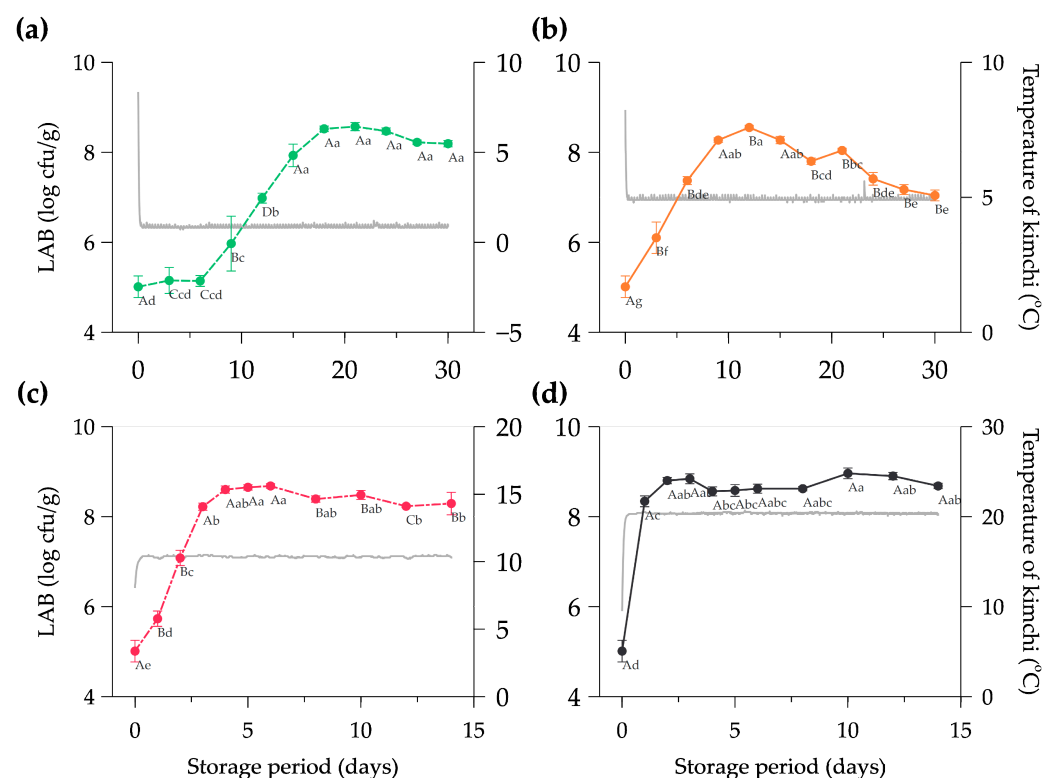 (a)
(b)
10
8
6
4
10
5
0
−5
LAB (log cfu/g)
Ad
Ccd
Ccd
Bc
Db
Aa
Aa
Aa
Aa
Aa
Aa
0
10
20
30
10
8
6
4
10
5
0
Temperature of kimchi (°C)
Ag
Bf
Bde
Aab
Ba
Aab
Bcd
Bbc
Bde
Be
Be
0
10
20
30
(c)
(d)
10
8
6
4
20
15
10
5
0
LAB (log cfu/g)
Ae
Bd
Bc
Ab
Aab
Aa
Aa
Bab
Bab
Cb
Bb
0
5
10
15
Storage period (days)
10
8
6
4
30
20
10
0
Temperature of kimchi (°C)
Ad
Ac
Aab
Abc
Abc
Aabc
Aabc
Aa
Aab
Aab
0
5
10
15
Storage period (days)